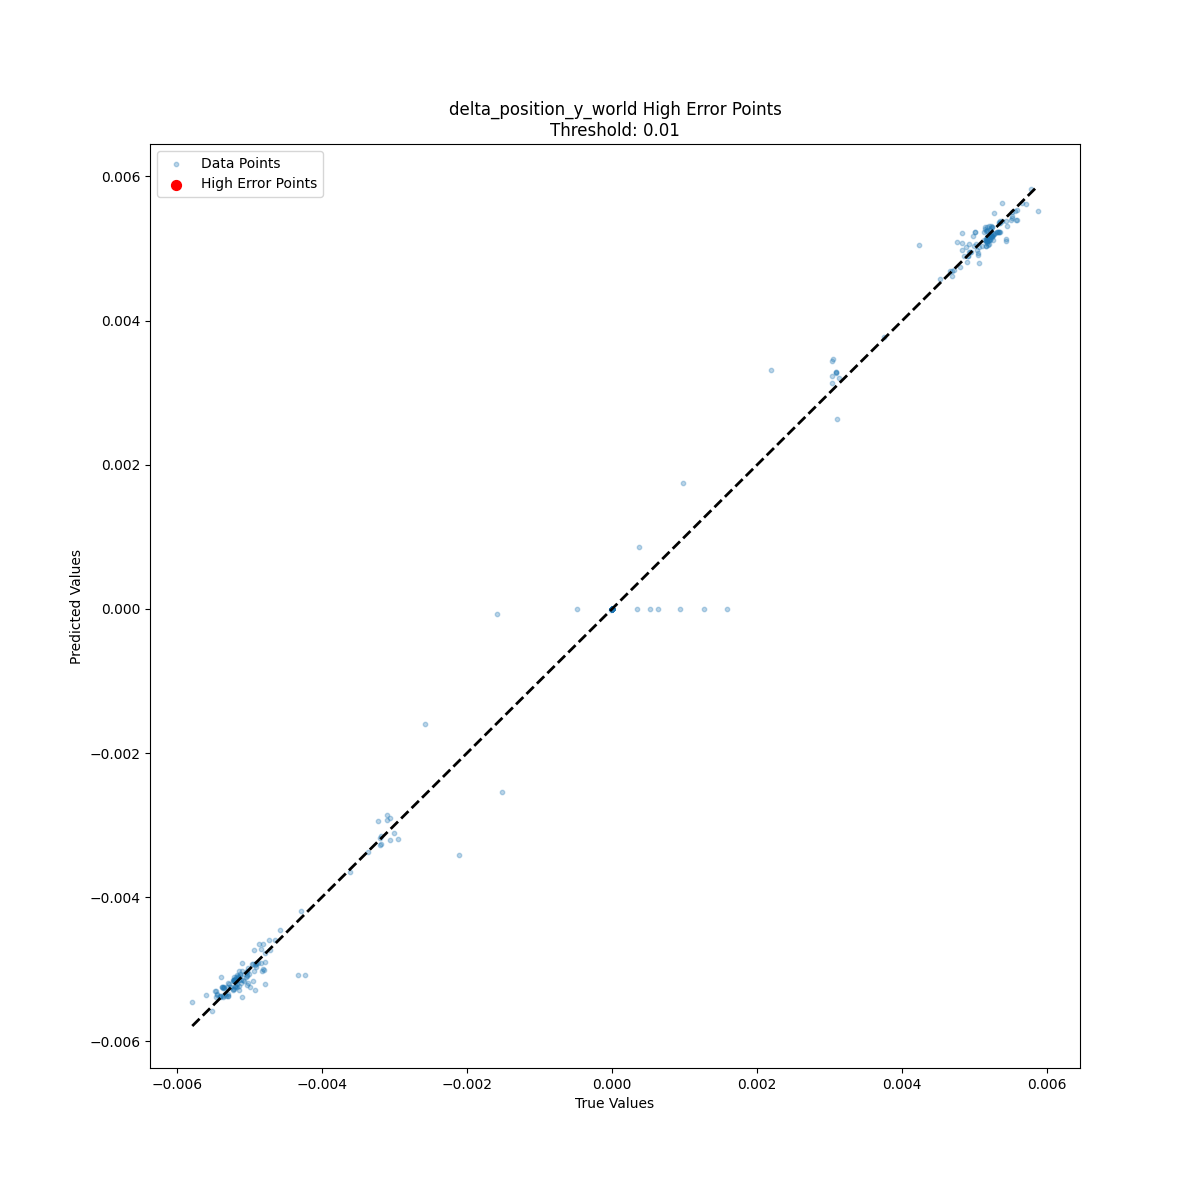 delta_position_y_world High Error Points
Threshold: 0.01
Data Points
High Error Points
0.006
0.004
0.002
0.000
−0.002
−0.004
−0.006
Predicted Values
−0.006
−0.004
−0.002
0.000
0.002
0.004
0.006
True Values